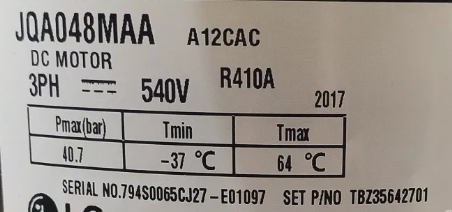 JQA048MAA A12CAC
DC MOTOR
3PH 540V R410A
2017
Pmax(bar) Tmin Tmax
40.7 -37 °C 64 °C
SERIAL NO.794S0065CJ27-E01097 SET P/NO TBZ35642701
LG